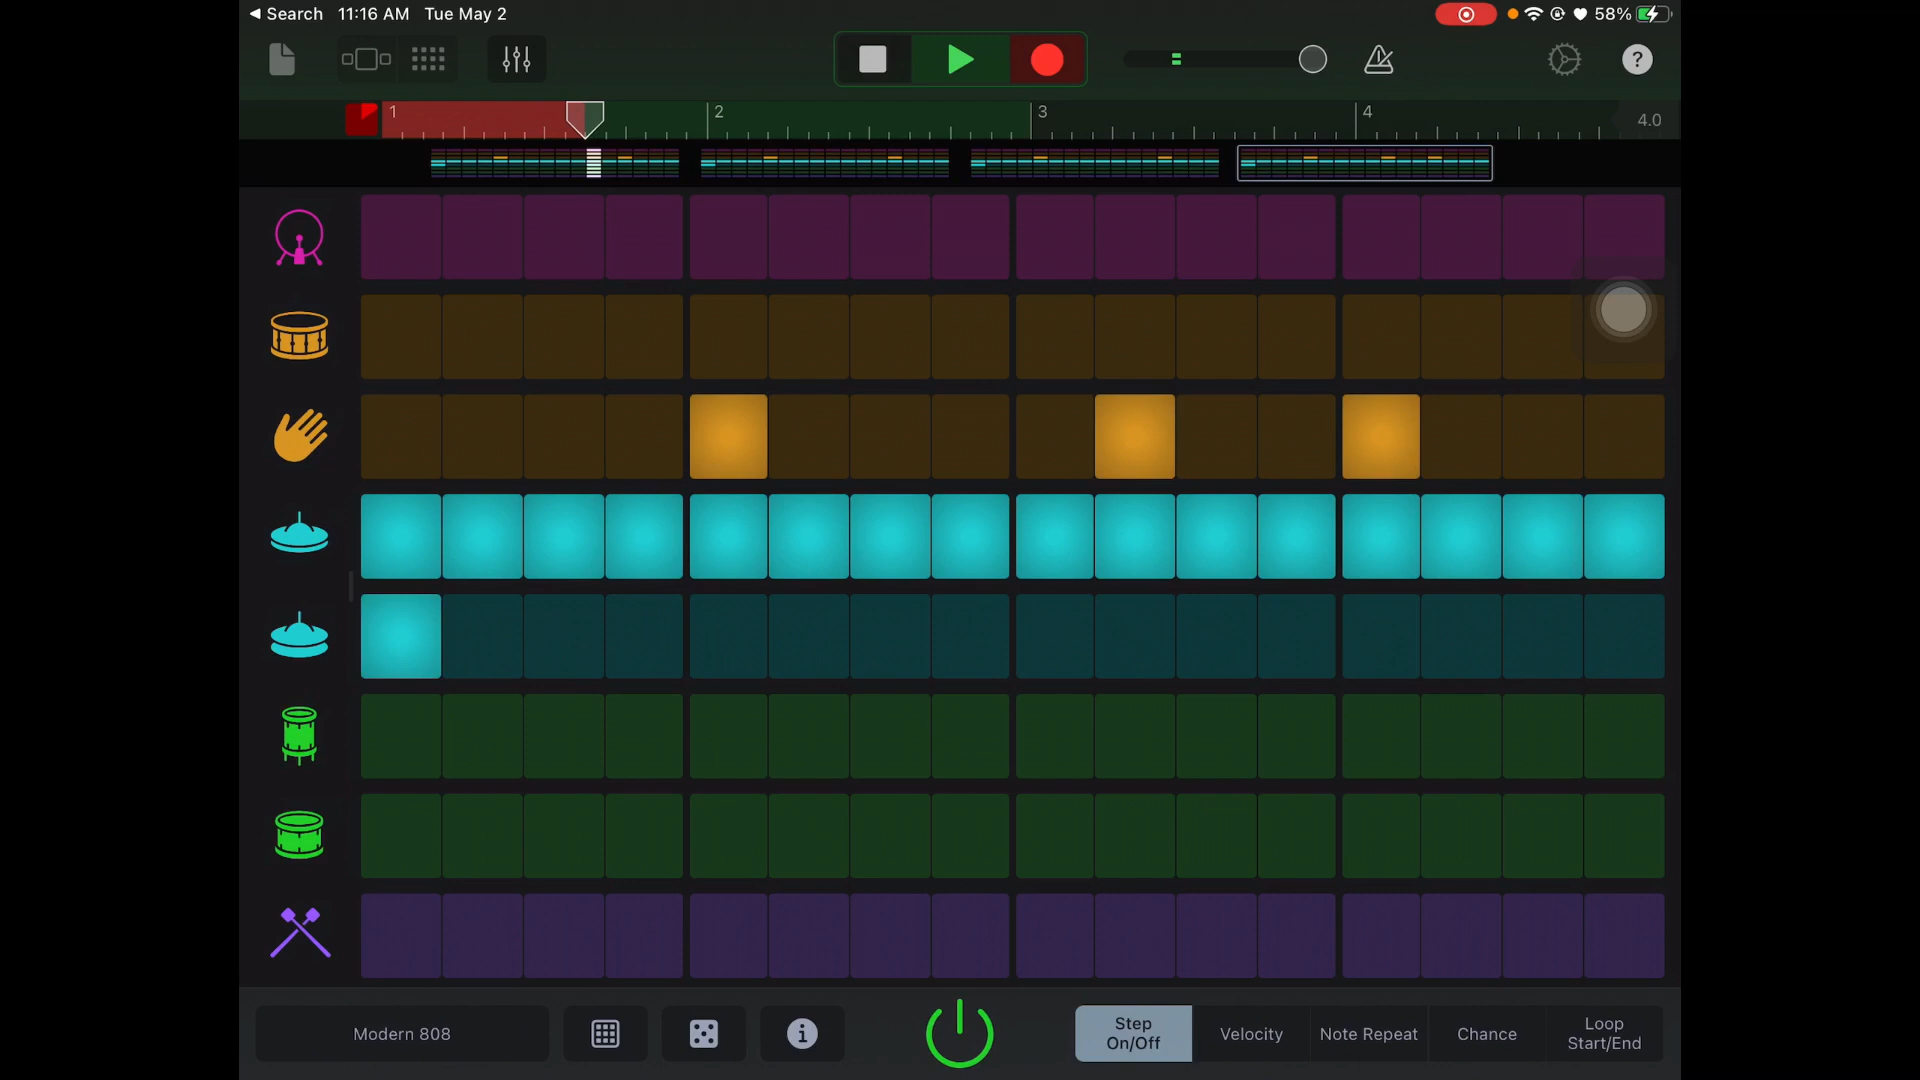 Search 11:16 AM Tue May 2
58%
?
1 2 3 4 4.0
Modern 808
i
Step On/Off
Velocity
Note Repeat
Chance
Loop Start/End